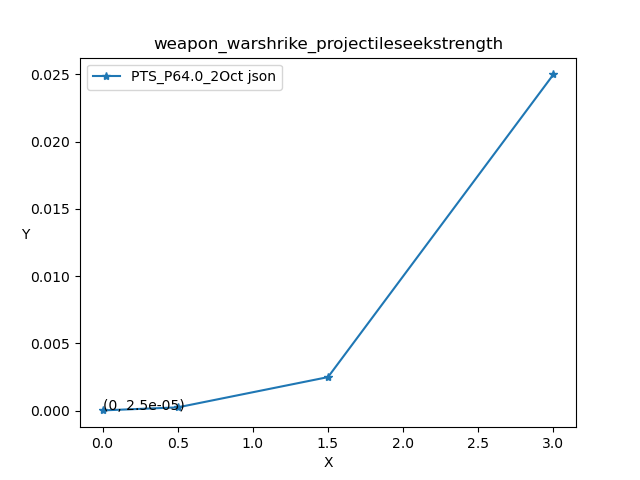 weapon_warshrike_projectileseekstrength
PTS_P64.0_2Oct json
0.025
0.020
0.015
Y
0.010
0.005
(0, 2.5e-05)
0.000
0.0 0.5 1.0 1.5 2.0 2.5 3.0
X